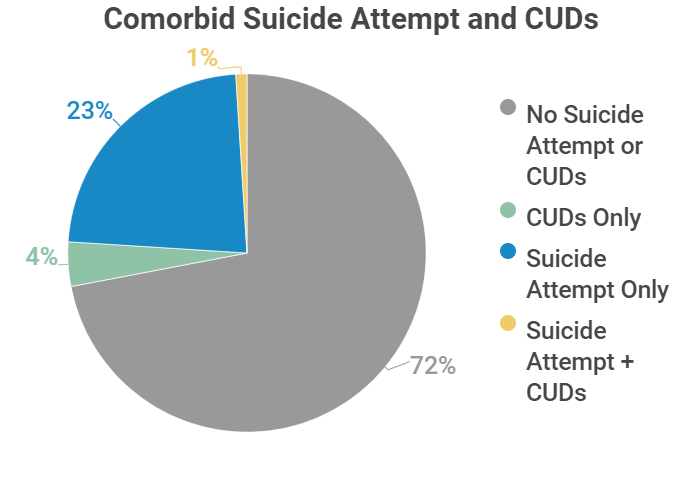 Comorbid Suicide Attempt and CUDs
1%
23%
4%
72%
No Suicide
Attempt or
CUDs
CUDs Only
Suicide
Attempt Only
Suicide
Attempt +
CUDs